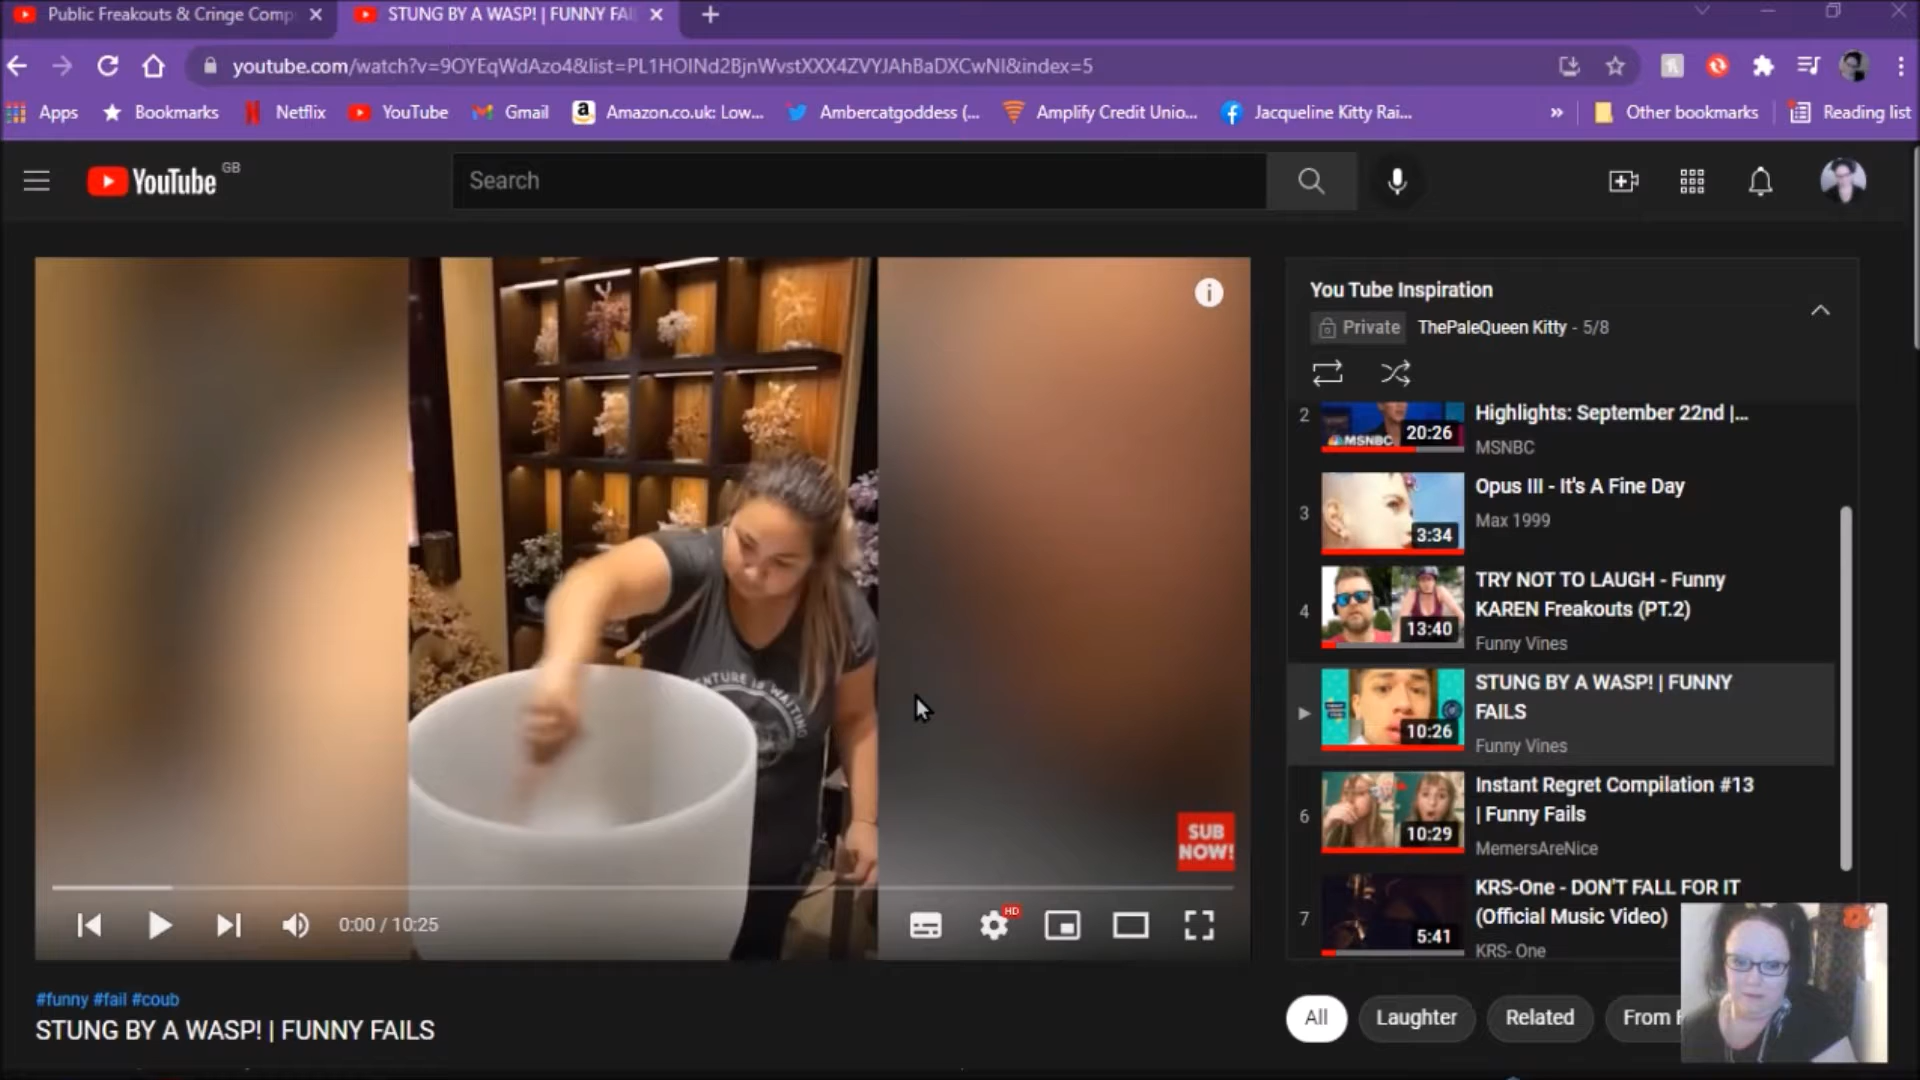 Public Freakouts & Cringe Comp
STUNG BY A WASP! | FUNNY FAI
youtube.com/watch?v=9OYEqWdAzo4&list=PL1HOINd2BjnWvstXXX4ZVYJAhBaDXCwNI&index=5
Apps
Bookmarks
Netflix
YouTube
Gmail
Amazon.co.uk: Low...
Ambercatgoddess (...
Amplify Credit Unio...
Jacqueline Kitty Rai...
»
Other bookmarks
Reading list
YouTube GB
Search
You Tube Inspiration
Private ThePaleQueen Kitty - 5/8
2
MSNBC
20:26
Highlights: September 22nd |...
MSNBC
3
3:34
Opus III - It's A Fine Day
Max 1999
4
13:40
TRY NOT TO LAUGH - Funny
KAREN Freakouts (PT.2)
Funny Vines
10:26
STUNG BY A WASP! | FUNNY
FAILS
Funny Vines
6
10:29
Instant Regret Compilation #13
| Funny Fails
MemersAreNice
7
5:41
KRS-One - DON'T FALL FOR IT
(Official Music Video)
KRS- One
ENTURE IS WAITING
SUB
NOW!
0:00 / 10:25
HD
#funny #fail #coub
STUNG BY A WASP! | FUNNY FAILS
All
Laughter
Related
From F